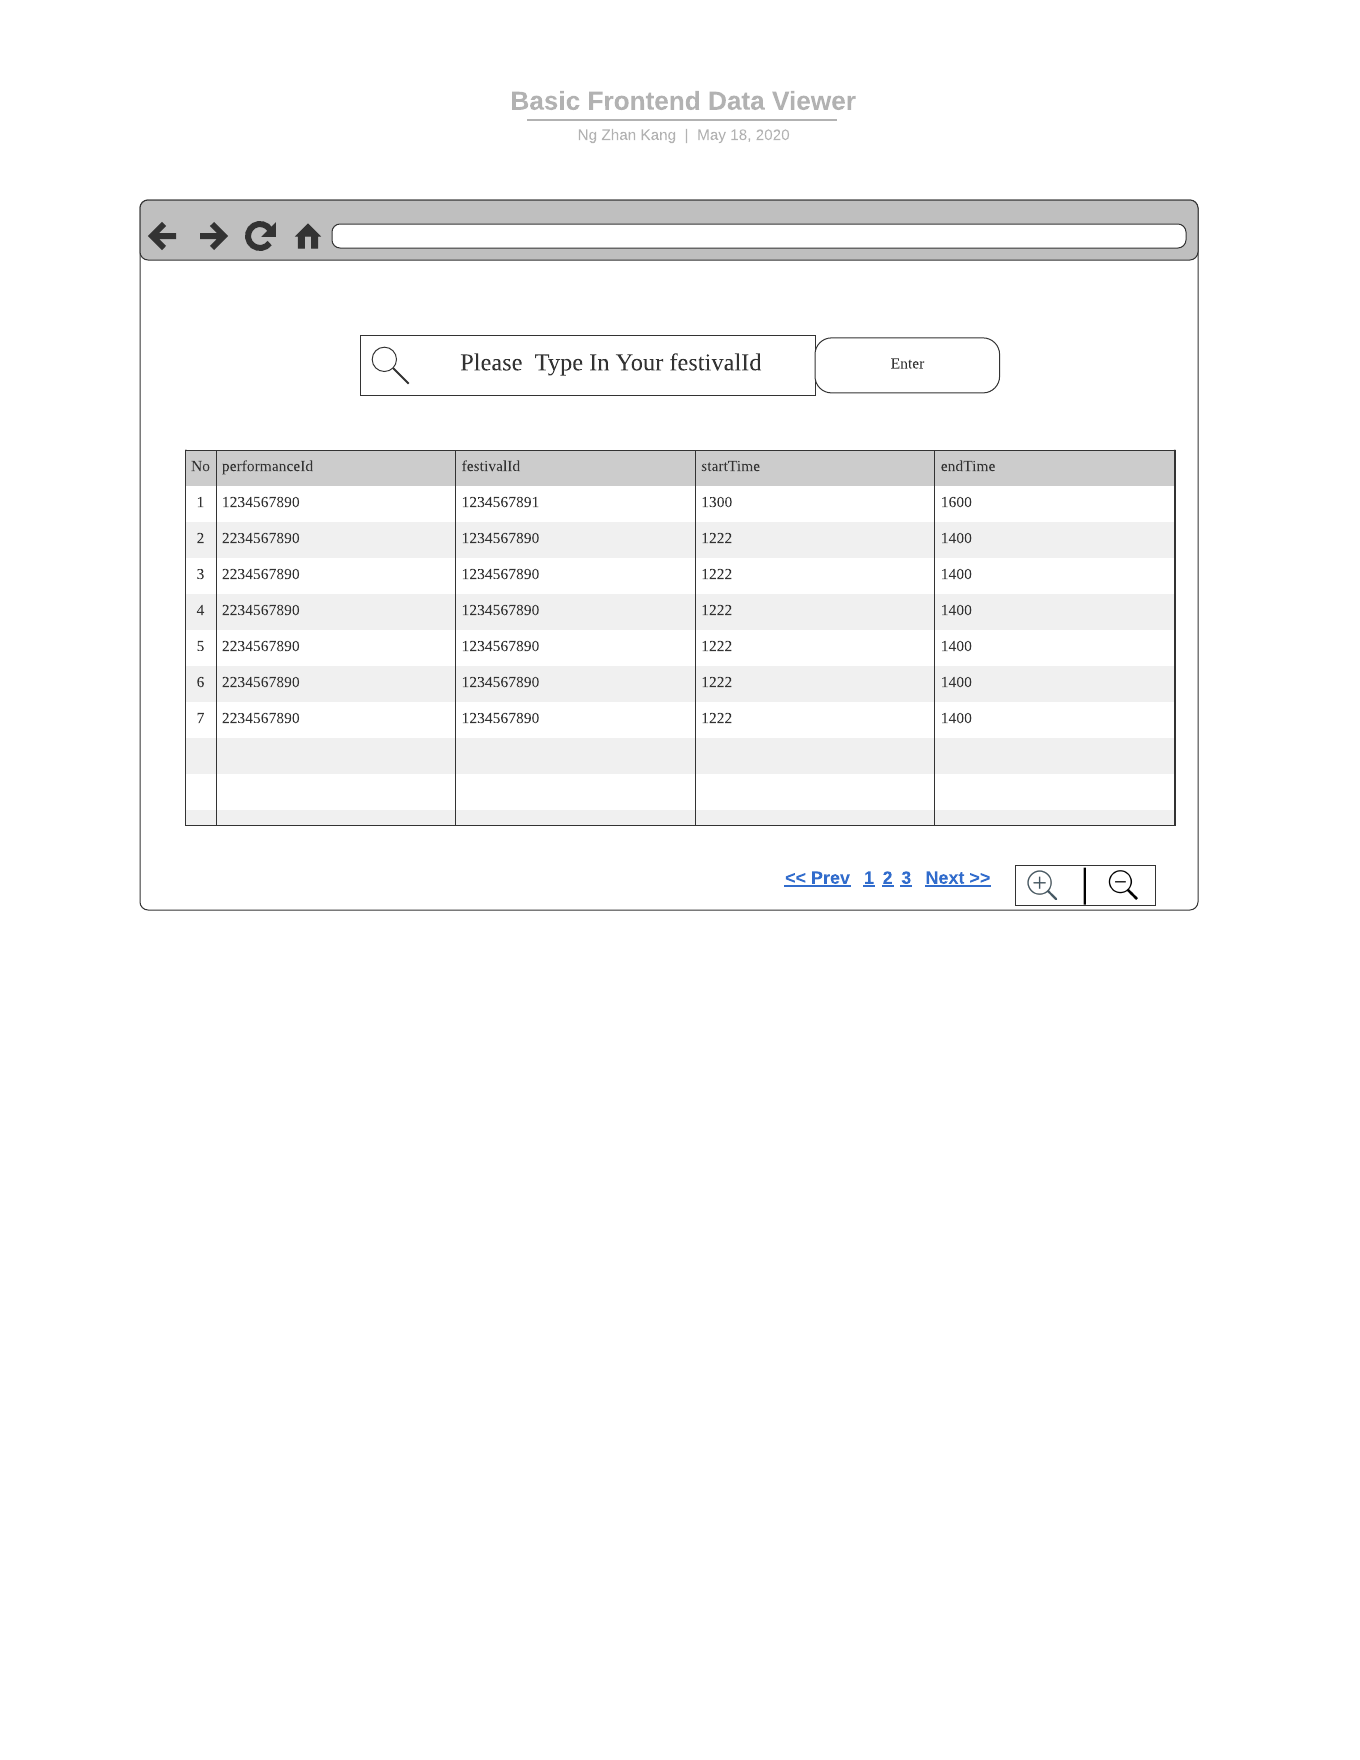 Basic Frontend Data Viewer
Ng Zhan Kang | May 18, 2020
Please  Type In Your festivalId
Enter
No performanceId festivalId startTime endTime
1 1234567890 1234567891 1300 1600
2 2234567890 1234567890 1222 1400
3 2234567890 1234567890 1222 1400
4 2234567890 1234567890 1222 1400
5 2234567890 1234567890 1222 1400
6 2234567890 1234567890 1222 1400
7 2234567890 1234567890 1222 1400
<< Prev 1 2 3 Next >>